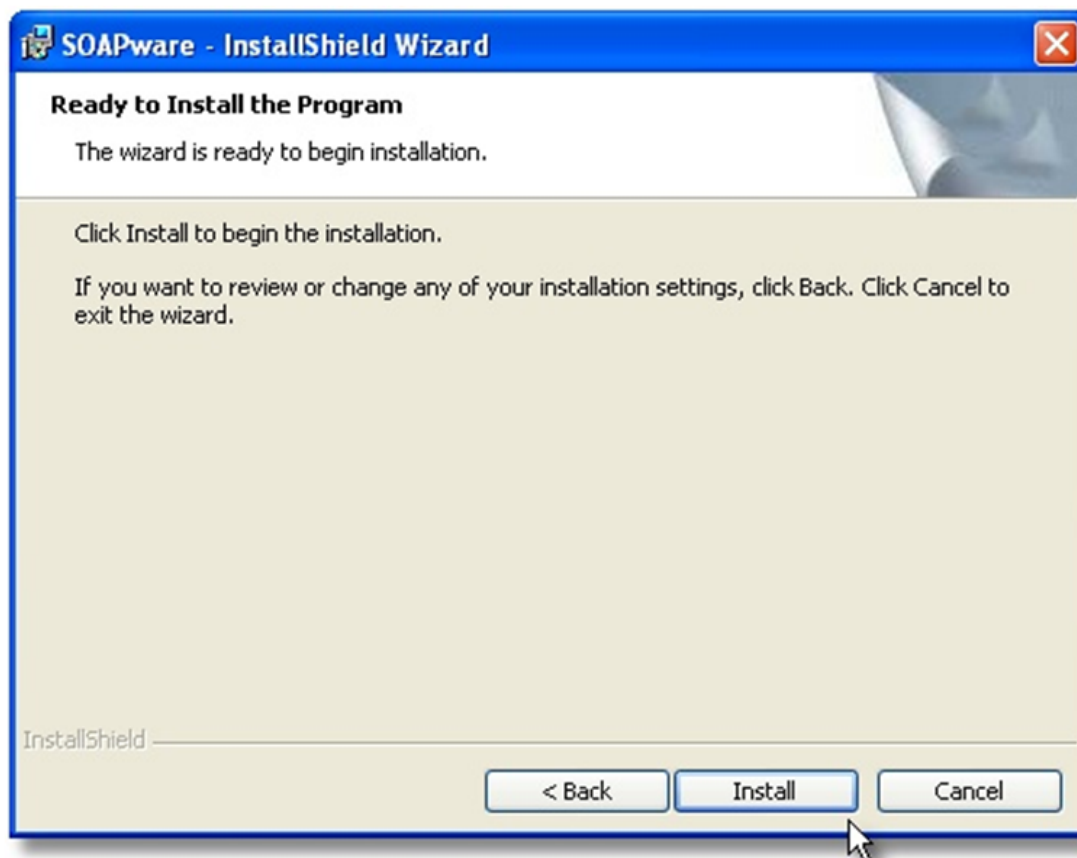 SOAPware - InstallShield Wizard
Ready to Install the Program
The wizard is ready to begin installation.
Click Install to begin the installation.
If you want to review or change any of your installation settings, click Back. Click Cancel to
exit the wizard.
InstallShield
< Back
Install
Cancel